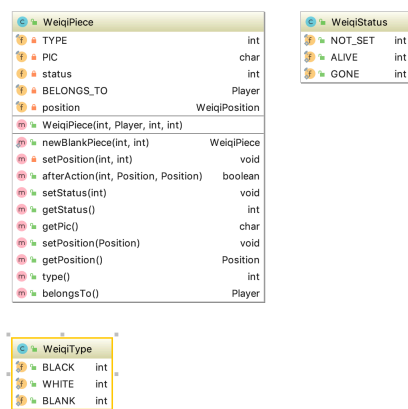 WeiqiPiece
TYPE int
PIC char
status int
BELONGS_TO Player
position WeiqiPosition
WeiqiPiece(int, Player, int, int)
newBlankPiece(int, int) WeiqiPiece
setPosition(int, int) void
afterAction(int, Position, Position) boolean
setStatus(int) void
getStatus() int
getPic() char
setPosition(Position) void
getPosition() Position
type() int
belongsTo() Player
WeiqiStatus
NOT_SET int
ALIVE int
GONE int
WeiqiType
BLACK int
WHITE int
BLANK int